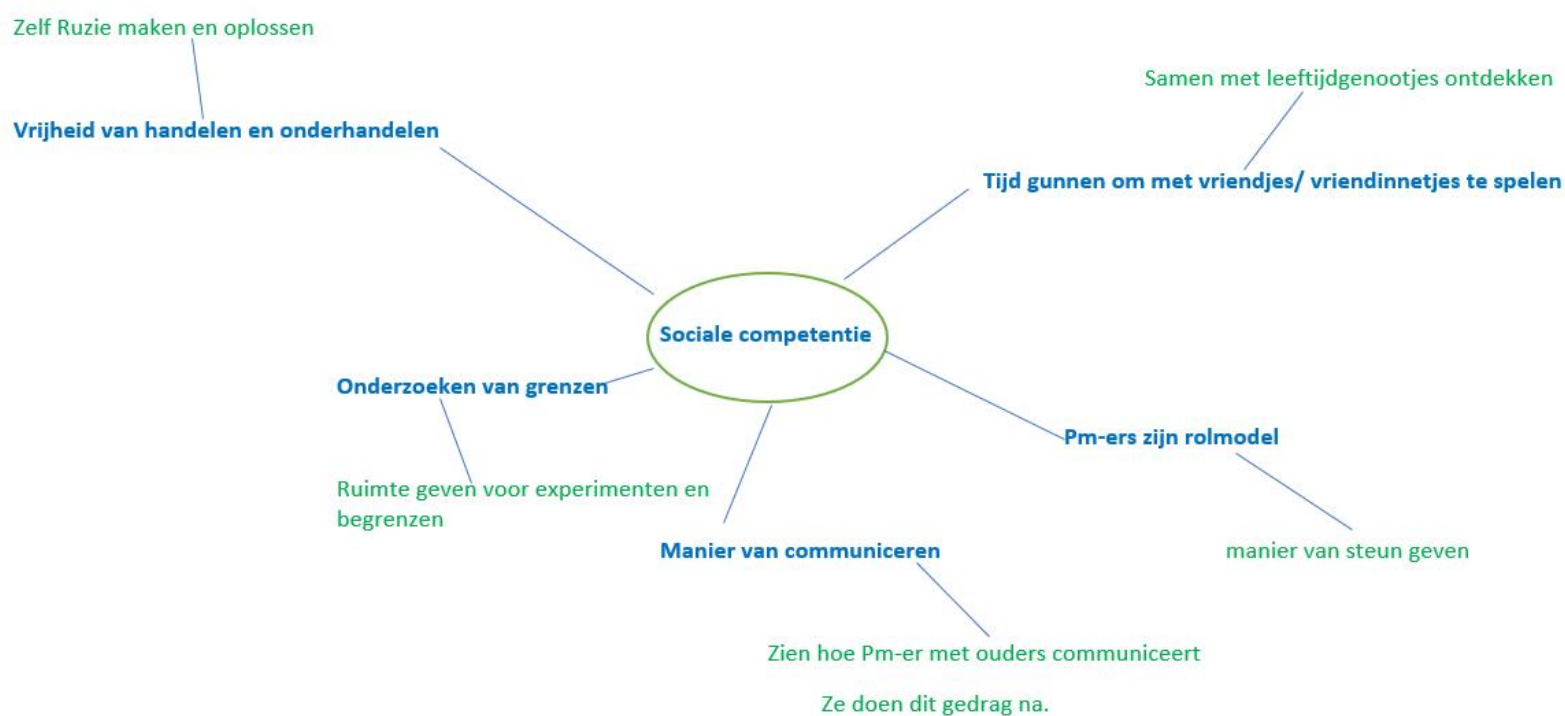 Zelf Ruzie maken en oplossen
Samen met leeftijdgenootjes ontdekken
Vrijheid van handelen en onderhandelen
Tijd gunnen om met vriendjes/ vriendinnetjes te spelen
Sociale competentie
Onderzoeken van grenzen
Pm-ers zijn rolmodel
Ruimte geven voor experimenten en
begrenzen
Manier van communiceren
manier van steun geven
Zien hoe Pm-er met ouders communiceert
Ze doen dit gedrag na.